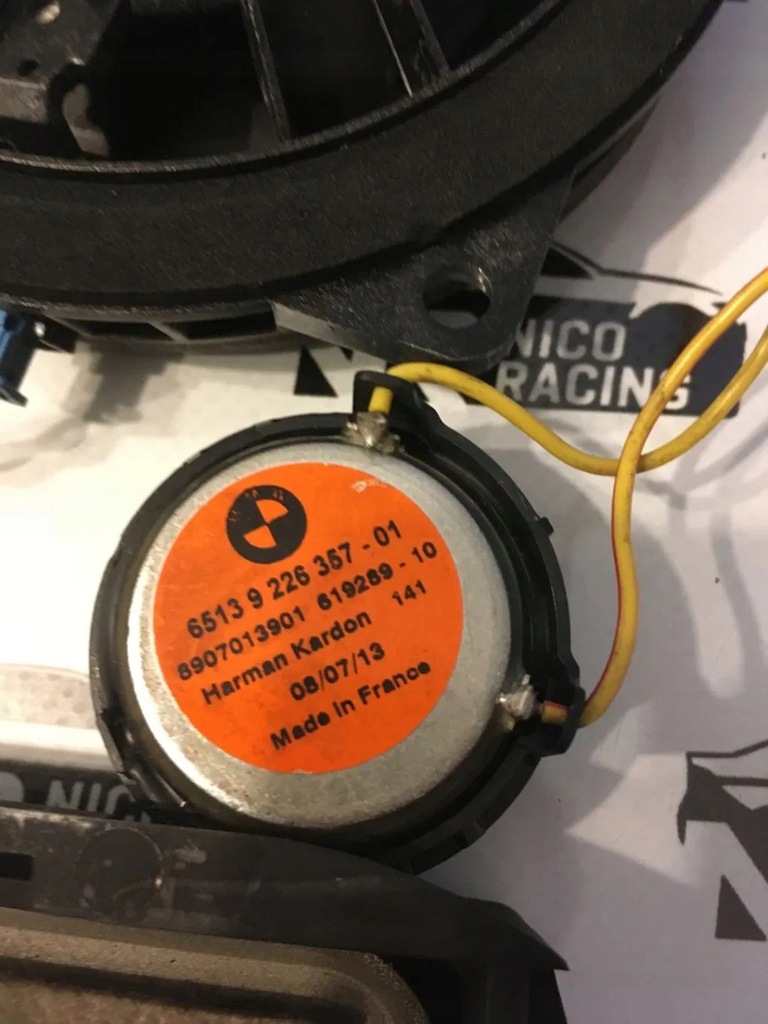 NICO
RACING
6513 9 226 357 - 01
8907013901 619289 - 10
Harman Kardon 141
08/07/13
Made in France
NIC